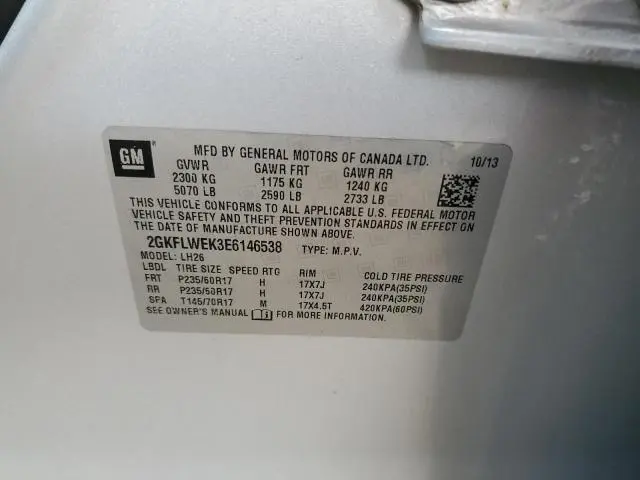 GM
MFD BY GENERAL MOTORS OF CANADA LTD. 10/13
GVWR GAWR FRT GAWR RR
2300 KG 1175 KG 1240 KG
5070 LB 2590 LB 2733 LB
THIS VEHICLE CONFORMS TO ALL APPLICABLE U.S. FEDERAL MOTOR
VEHICLE SAFETY AND THEFT PREVENTION STANDARDS IN EFFECT ON
THE DATE OF MANUFACTURE SHOWN ABOVE.
2GKFLWEK3E6146538 TYPE: M.P.V.
MODEL: LH26
LBDL TIRE SIZE SPEED RTG RIM COLD TIRE PRESSURE
FRT P235/60R17 H 17X7J 240KPA(35PSI)
RR P235/60R17 H 17X7J 240KPA(35PSI)
SPA T145/70R17 M 17X4.5T 420KPA(60PSI)
SEE OWNER'S MANUAL FOR MORE INFORMATION.